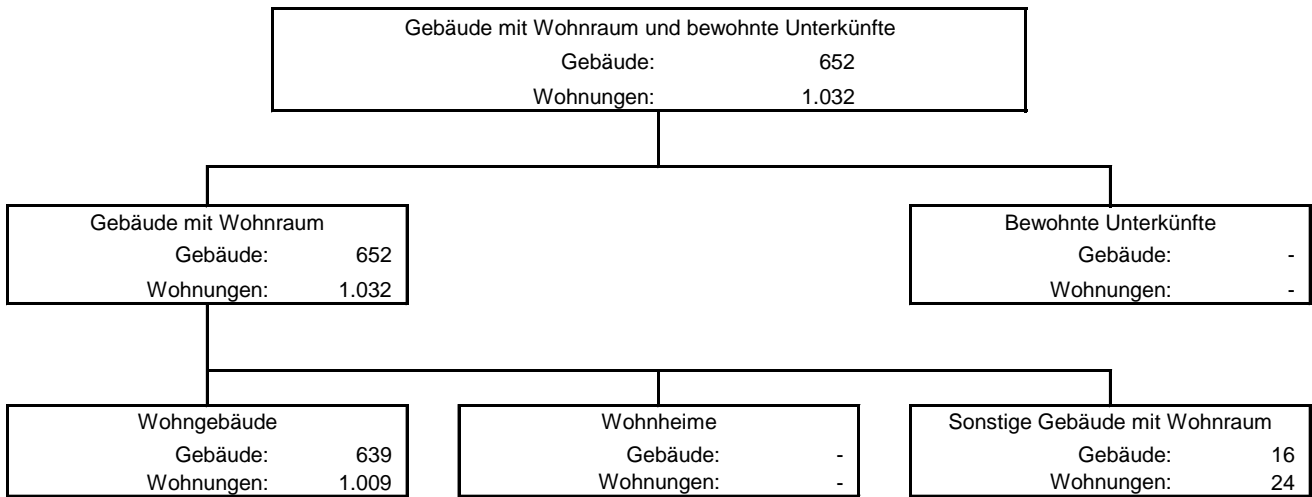 Gebäude mit Wohnraum und bewohnte Unterkünfte
Gebäude: 652
Wohnungen: 1.032
Gebäude mit Wohnraum
Gebäude: 652
Wohnungen: 1.032
Bewohnte Unterkünfte
Gebäude: -
Wohnungen: -
Wohngebäude
Gebäude: 639
Wohnungen: 1.009
Wohnheime
Gebäude: -
Wohnungen: -
Sonstige Gebäude mit Wohnraum
Gebäude: 16
Wohnungen: 24